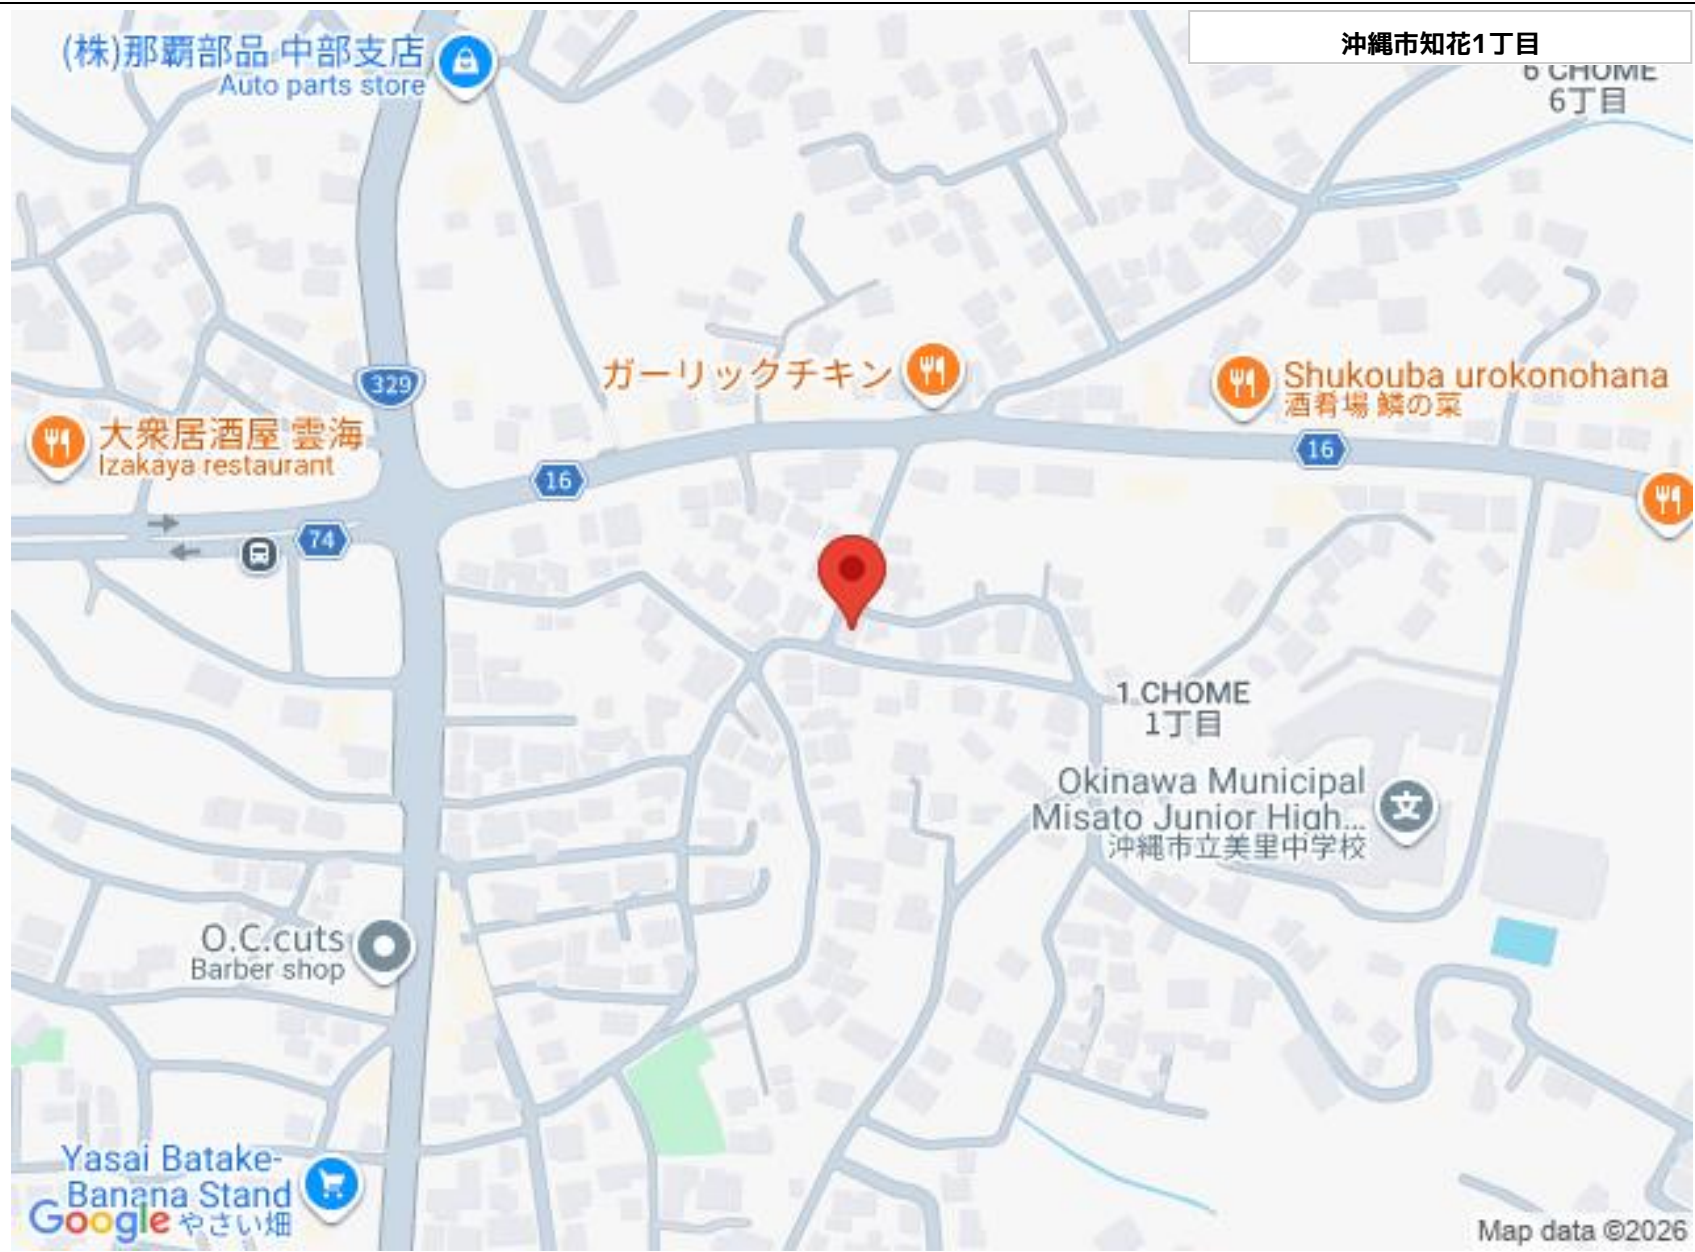 沖縄市知花1丁目
(株)那覇部品 中部支店
Auto parts store
6 CHOME
6丁目
329
ガーリックチキン
Shukouba urokonohana
酒肴場 鱗の菜
大衆居酒屋 雲海
Izakaya restaurant
16
16
74
1 CHOME
1丁目
Okinawa Municipal
Misato Junior High...
沖縄市立美里中学校
文
O.C.cuts
Barber shop
Yasai Batake-
Banana Stand
やさい畑
Google
Map data ©2026